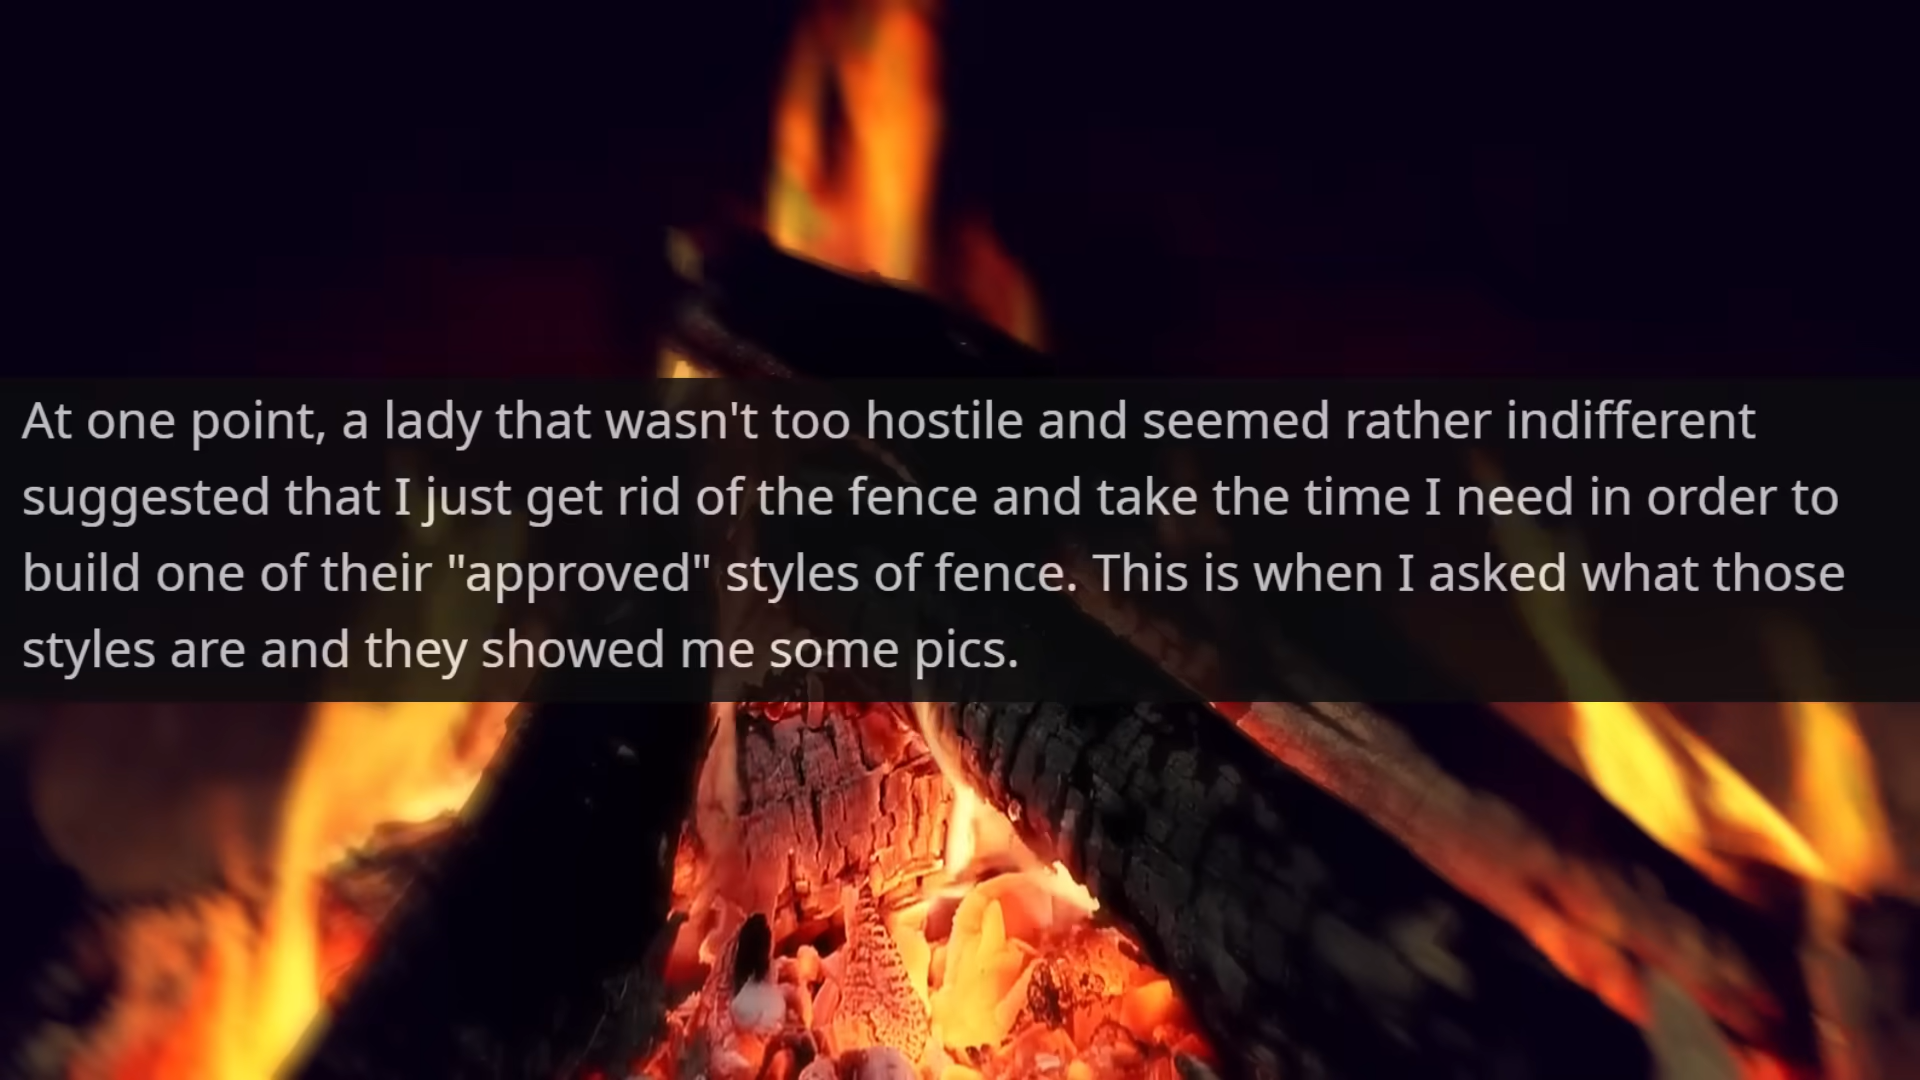 At one point, a lady that wasn't too hostile and seemed rather indifferent
suggested that I just get rid of the fence and take the time I need in order to
build one of their "approved" styles of fence. This is when I asked what those
styles are and they showed me some pics.